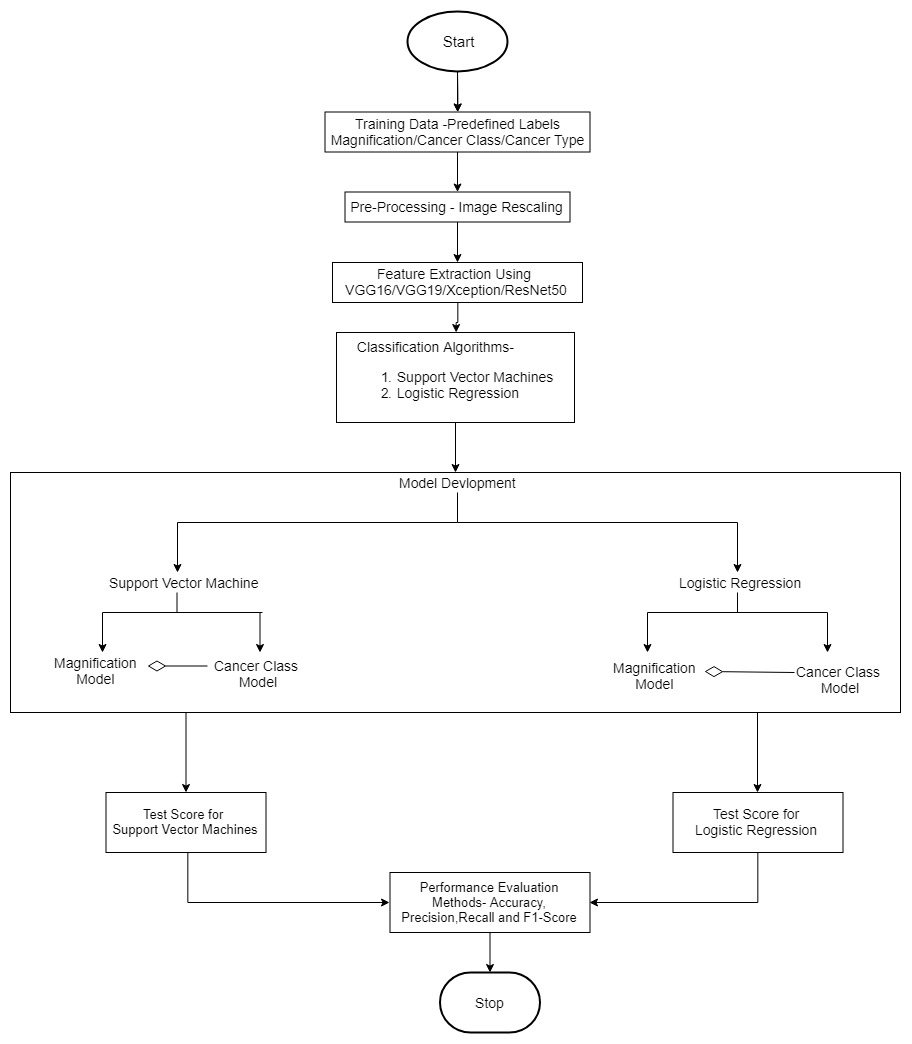 Start
Training Data -Predefined Labels
Magnification/Cancer Class/Cancer Type
Pre-Processing - Image Rescaling
Feature Extraction Using
VGG16/VGG19/Xception/ResNet50
Classification Algorithms-
1. Support Vector Machines
2. Logistic Regression
Model Devlopment
Support Vector Machine
Logistic Regression
Magnification
Model
Cancer Class
Model
Magnification
Model
Cancer Class
Model
Test Score for
Support Vector Machines
Test Score for
Logistic Regression
Performance Evaluation
Methods- Accuracy,
Precision,Recall and F1-Score
Stop